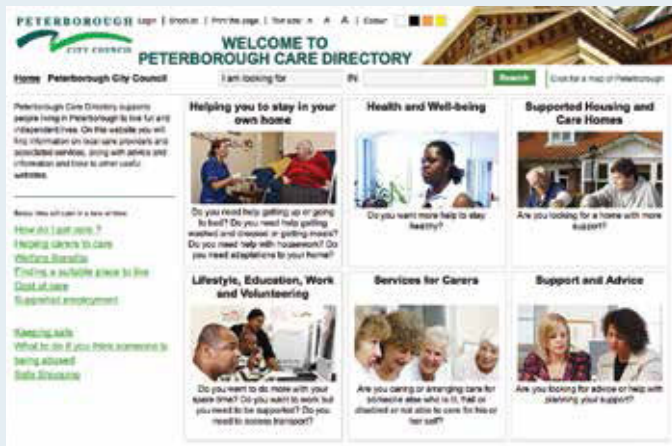 PETERBOROUGH
CITY COUNCIL
Login | Print this page | Text size: A A A | Colour
WELCOME TO
PETERBOROUGH CARE DIRECTORY
Home Peterborough City Council
I am looking for
IN
Search
Click for a map of Peterborough
Peterborough Care Directory supports
people living in Peterborough to live full and
independent lives. On this website you will
find information on local care providers and
associated services, along with advice and
information and links to other useful
websites.
How do I get care ?
Helping carers to care
Welfare Benefits
Finding a suitable place to live
Cost of care
Supported employment
Keeping safe
What to do if you think someone is
being abused
Safe Shopping
Helping you to stay in your
own home
Do you need help getting up or going
to bed? Do you need help getting
washed and dressed or getting meals?
Do you need help with housework? Do
you need adaptations to your home?
Health and Well-being
Do you want more help to stay
healthy?
Supported Housing and
Care Homes
Are you looking for a home with more
support?
Lifestyle, Education, Work
and Volunteering
Do you want to do more with your
spare time? Do you want to work but
you need to be supported? Do you
need to access transport?
Services for Carers
Are you caring or arranging care for
someone else who is ill, frail or
disabled or not able to care for his or
her self?
Support and Advice
Are you looking for advice or help with
planning your support?